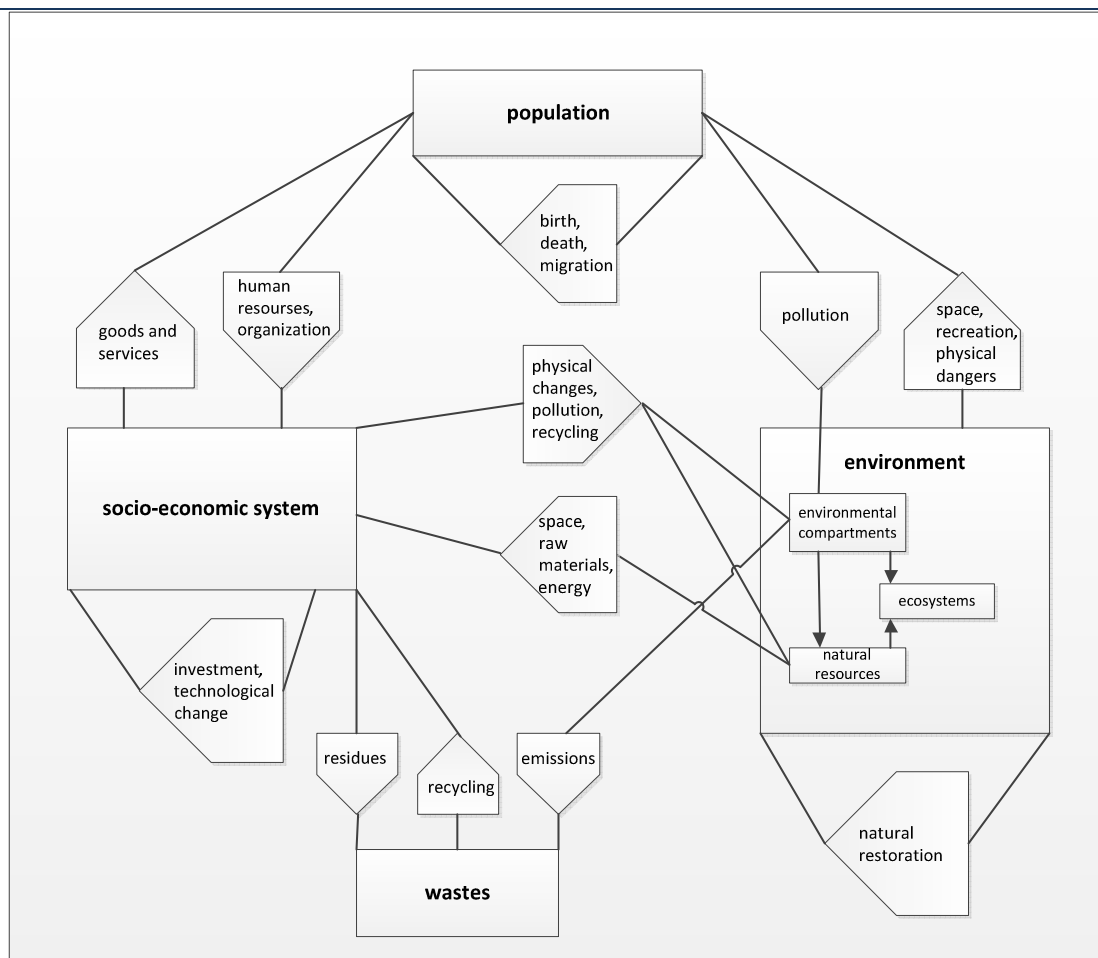 population
birth,
death,
migration
goods and
services
human
resourses,
organization
pollution
space,
recreation,
physical
dangers
physical
changes,
pollution,
recycling
socio-economic system
environment
environmental
compartments
space,
raw
materials,
energy
ecosystems
natural
resources
investment,
technological
change
residues
recycling
emissions
natural
restoration
wastes